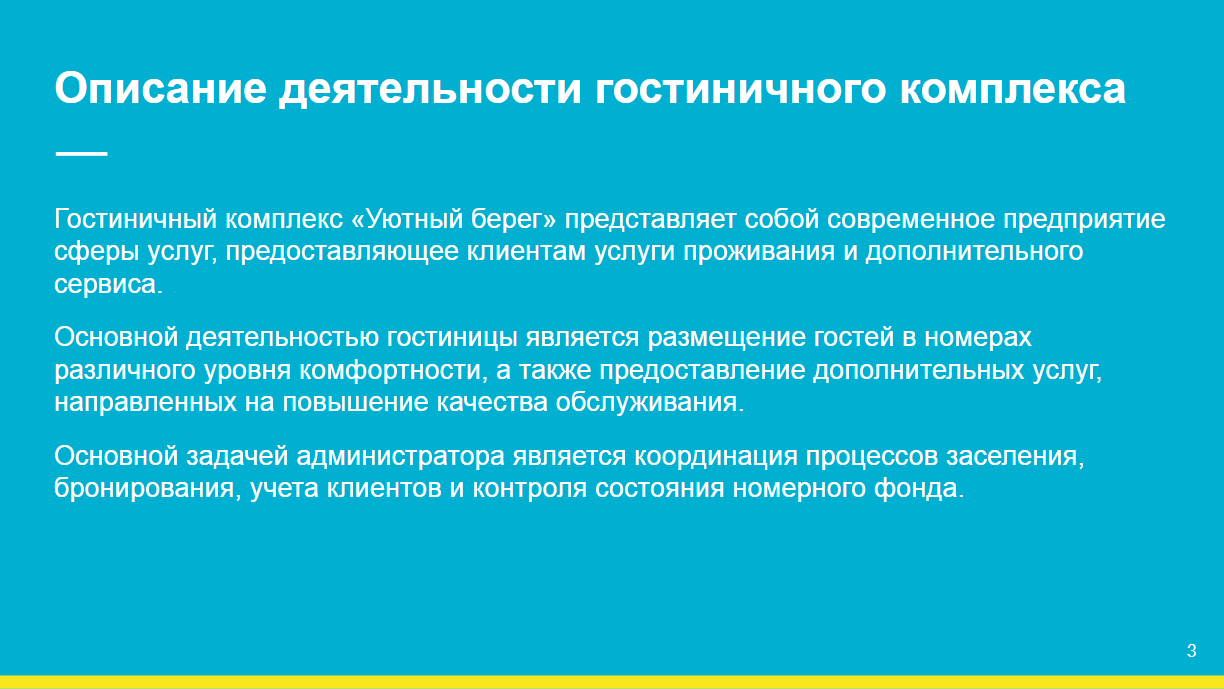 Описание деятельности гостиничного комплекса
Гостиничный комплекс «Уютный берег» представляет собой современное предприятие
сферы услуг, предоставляющее клиентам услуги проживания и дополнительного
сервиса.
Основной деятельностью гостиницы является размещение гостей в номерах
различного уровня комфортности, а также предоставление дополнительных услуг,
направленных на повышение качества обслуживания.
Основной задачей администратора является координация процессов заселения,
бронирования, учета клиентов и контроля состояния номерного фонда.
3